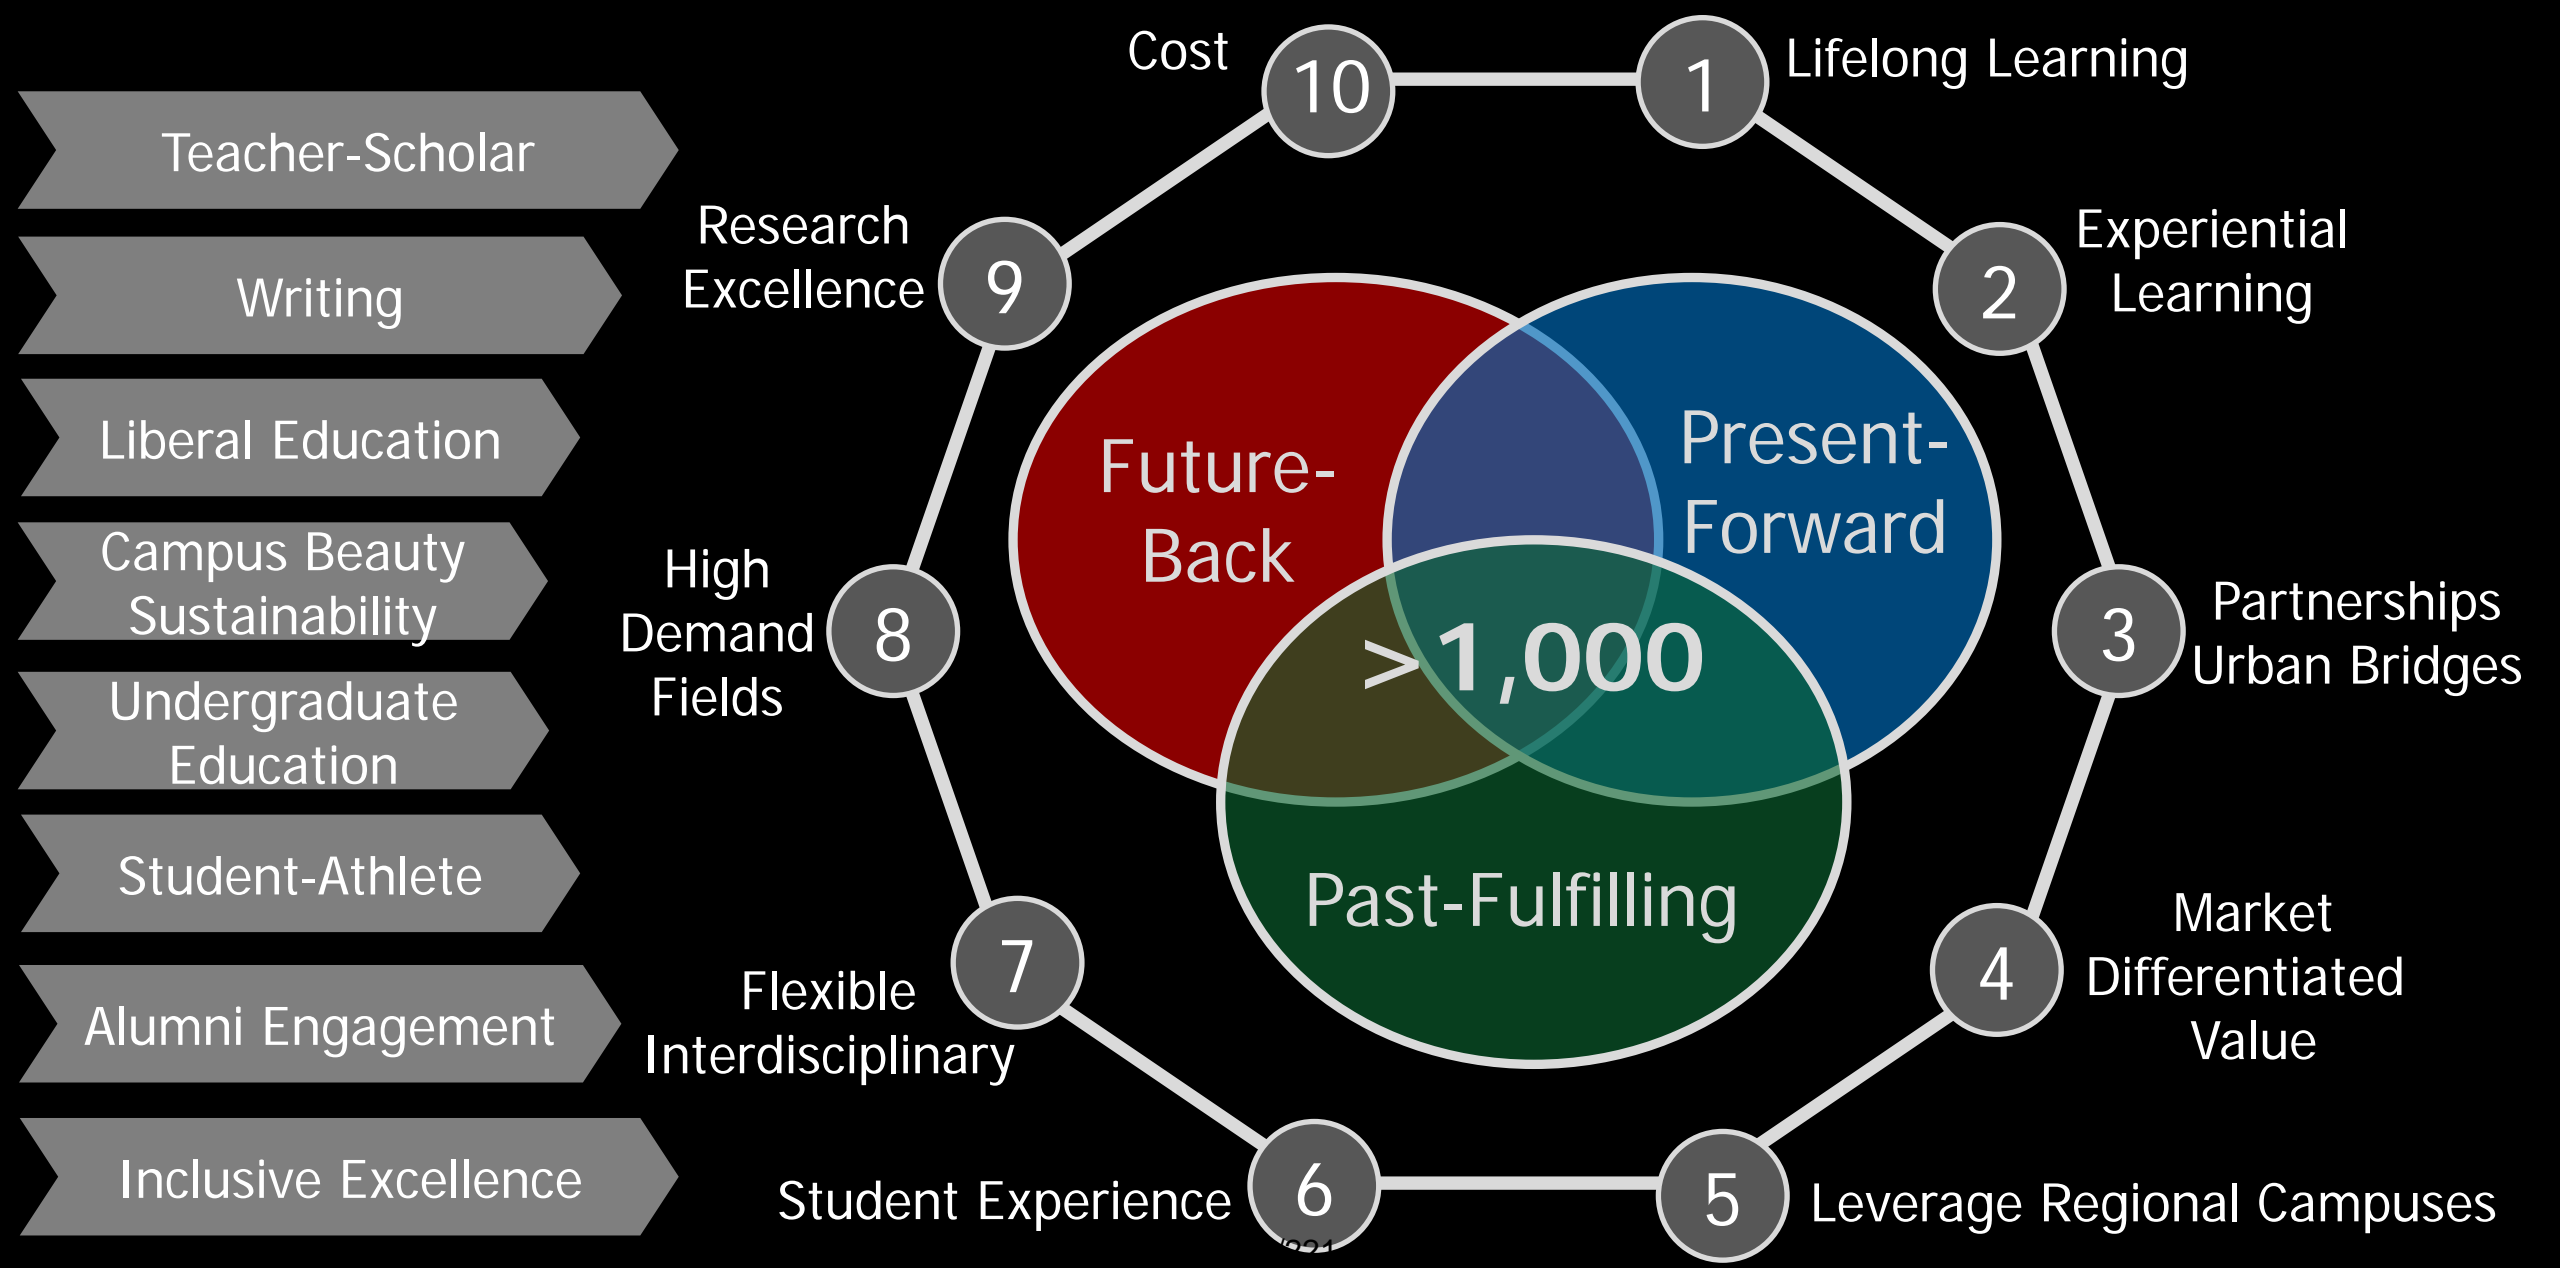 Teacher-Scholar
Writing
Liberal Education
Campus Beauty
Sustainability
Undergraduate
Education
Student-Athlete
Alumni Engagement
Inclusive Excellence
Cost
10
1
Lifelong Learning
Research
Excellence
9
2
Experiential
Learning
High
Demand
Fields
8
3
Partnerships
Urban Bridges
Flexible
Interdisciplinary
7
4
Market
Differentiated
Value
Student Experience
6
5
Leverage Regional Campuses
Future-
Back
Present-
Forward
>1,000
Past-Fulfilling